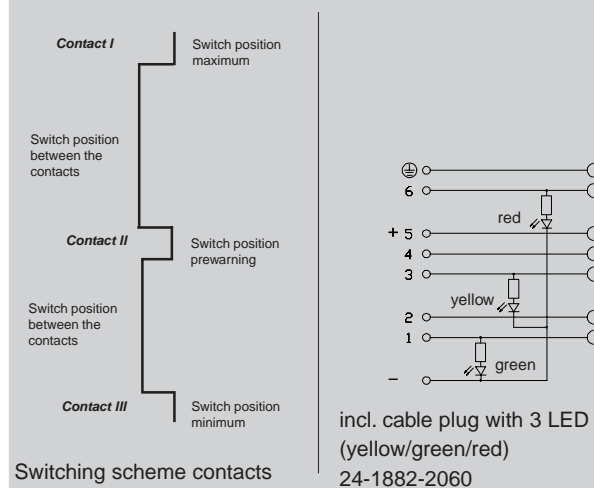 Contact I
Switch position
maximum
Switch position
between the
contacts
Contact II
Switch position
prewarning
Switch position
between the
contacts
Contact III
Switch position
minimum
Switching scheme contacts
6
red
+ 5
4
3
yellow
2
1
green
-
incl. cable plug with 3 LED
(yellow/green/red)
24-1882-2060